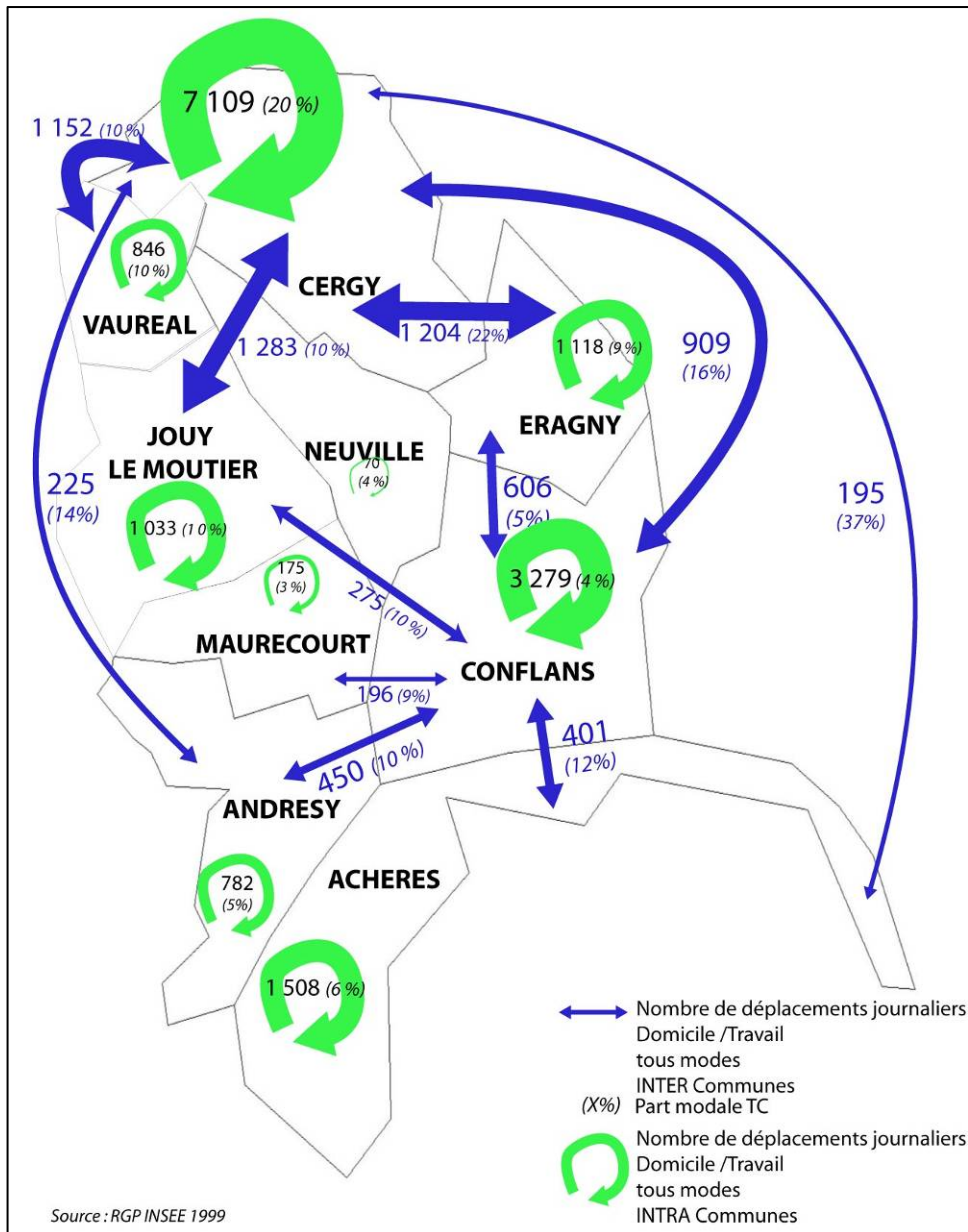 7 109 (20 %)
1 152 (10 %)
846
(10 %)
VAUREAL
CERGY
1 204 (22%)
1 283 (10 %)
1 118 (9 %)
909
(16%)
ERAGNY
JOUY
LE MOUTIER
NEUVILLE
70
(4 %)
225
(14%)
606
(5%)
195
(37%)
1 033 (10 %)
3 279 (4 %)
175
(3 %)
275 (10 %)
MAURECOURT
CONFLANS
196 (9%)
401
(12%)
450 (10 %)
ANDRESY
ACHERES
782
(5%)
1 508 (6 %)
Nombre de déplacements journaliers
Domicile /Travail
tous modes
INTER Communes
(X%) Part modale TC
Nombre de déplacements journaliers
Domicile /Travail
tous modes
INTRA Communes
Source : RGP INSEE 1999